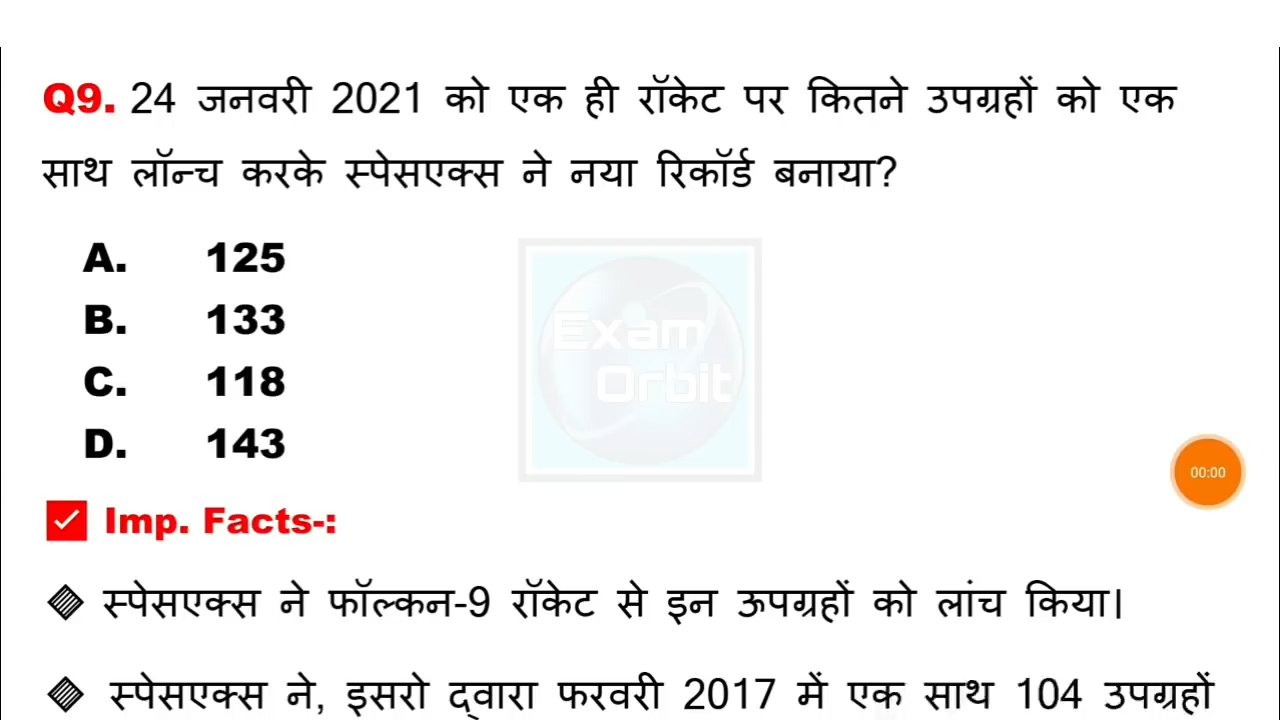 Q9. 24 जनवरी 2021 को एक ही रॉकेट पर कितने उपग्रहों को एक
साथ लॉन्च करके स्पेसएक्स ने नया रिकॉर्ड बनाया?
A. 125
B. 133
C. 118
D. 143
Exam
Orbit
00:00
Imp. Facts-:
स्पेसएक्स ने फॉल्कन-9 रॉकेट से इन ऊपग्रहों को लांच किया।
स्पेसएक्स ने, इसरो द्वारा फरवरी 2017 में एक साथ 104 उपग्रहों